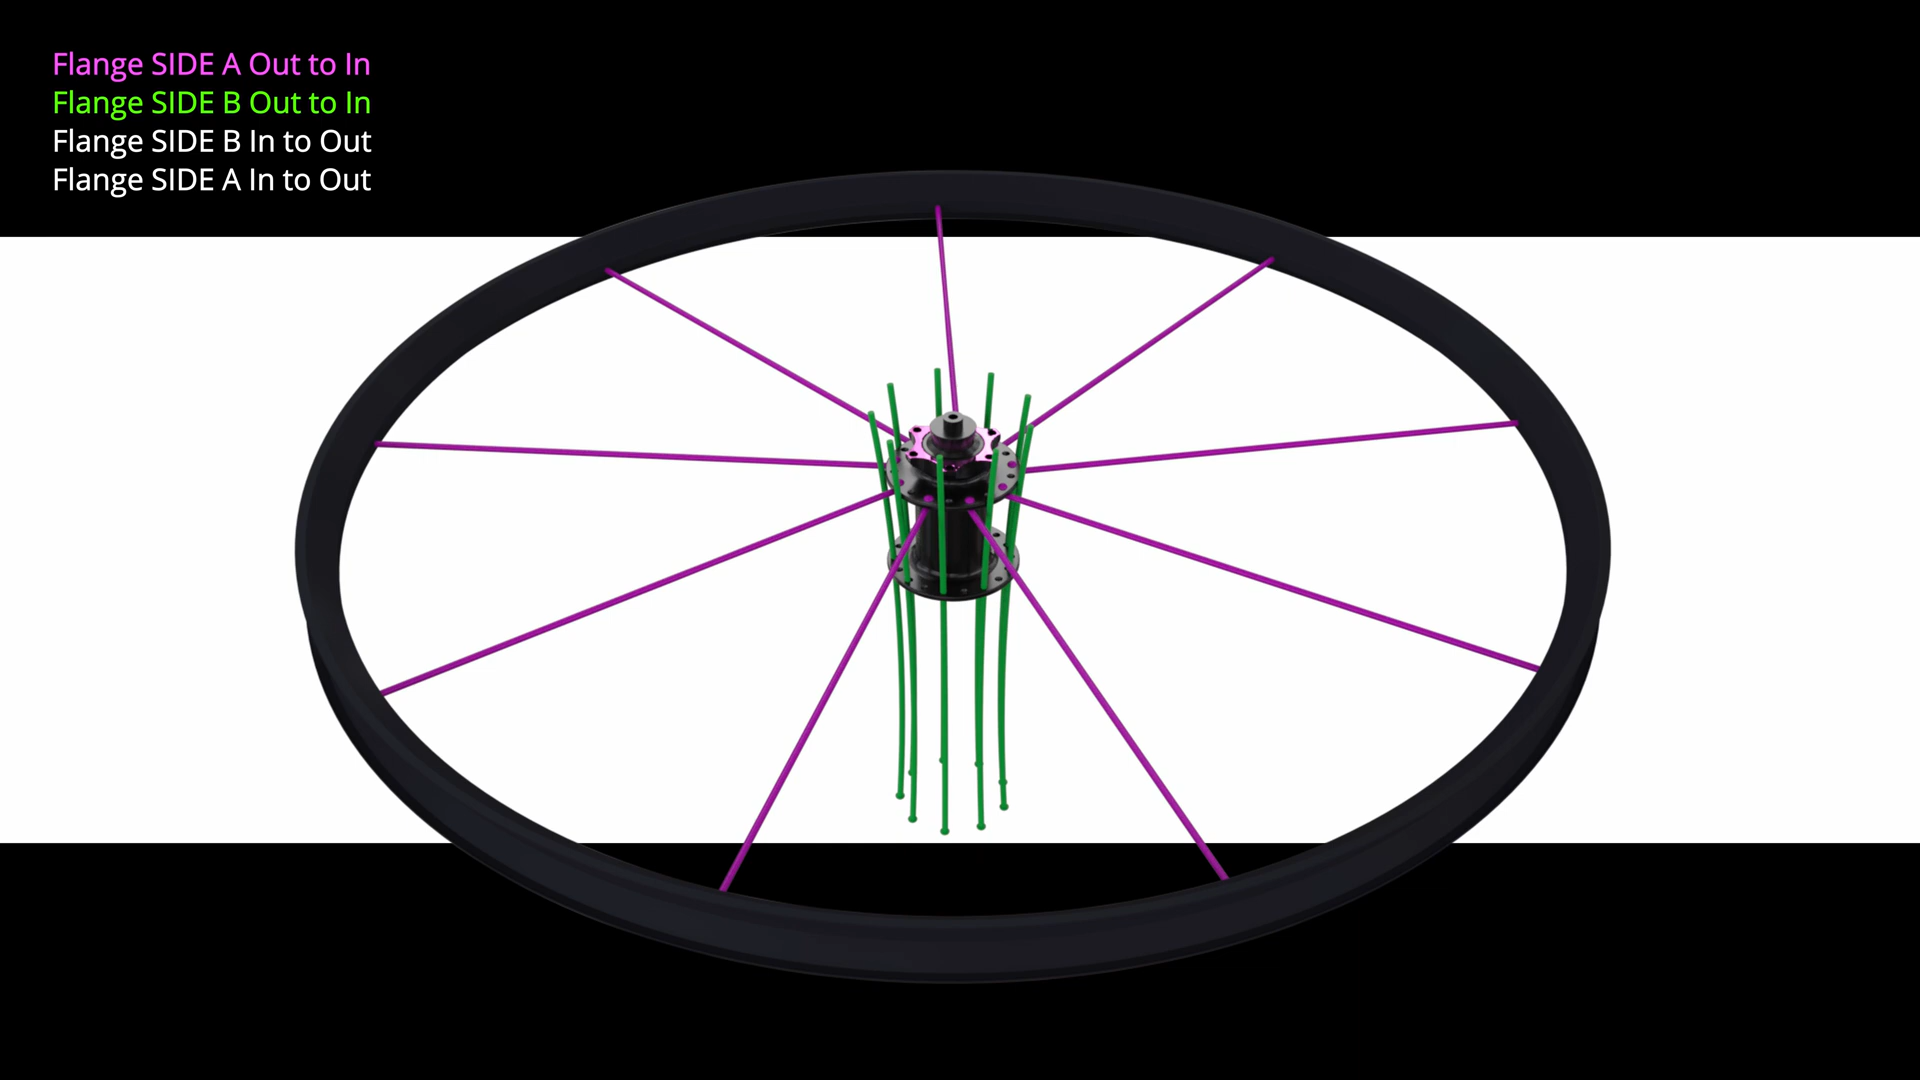 Flange SIDE A Out to In
Flange SIDE B Out to In
Flange SIDE B In to Out
Flange SIDE A In to Out